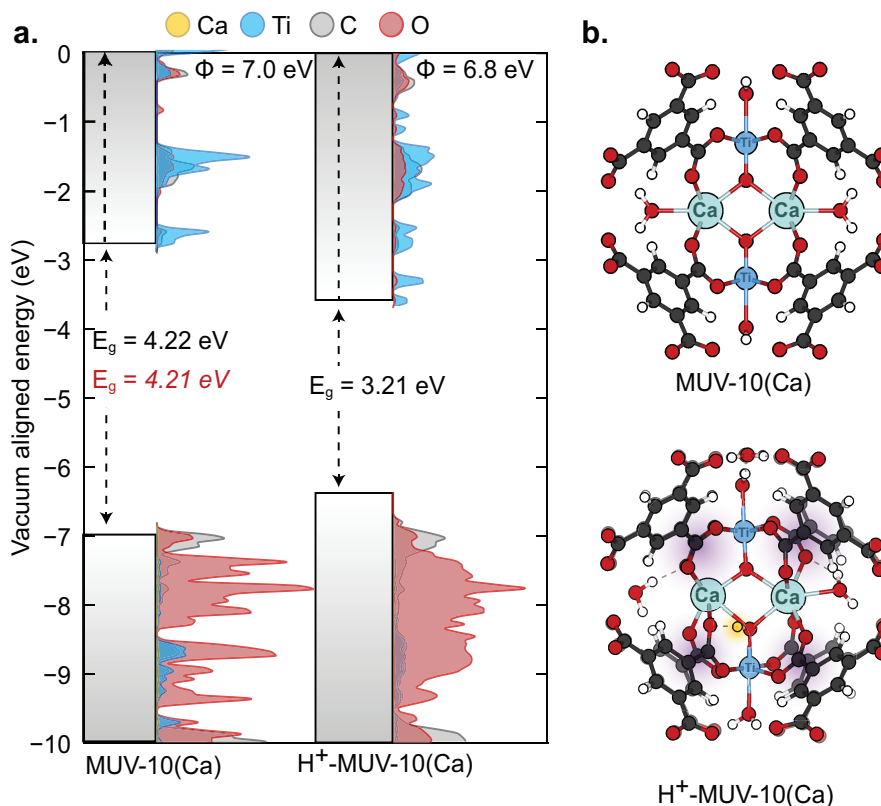 Ca Ti C O
a.
b.
Vacuum aligned energy (eV)
0
−1
−2
−3
−4
−5
−6
−7
−8
−9
−10
Φ = 7.0 eV
Φ = 6.8 eV
E_g = 4.22 eV
E_g = 4.21 eV
E_g = 3.21 eV
MUV-10(Ca)
H⁺-MUV-10(Ca)
Ti
Ca Ca
Ti
MUV-10(Ca)
Ti
Ca Ca
Ti
H⁺-MUV-10(Ca)